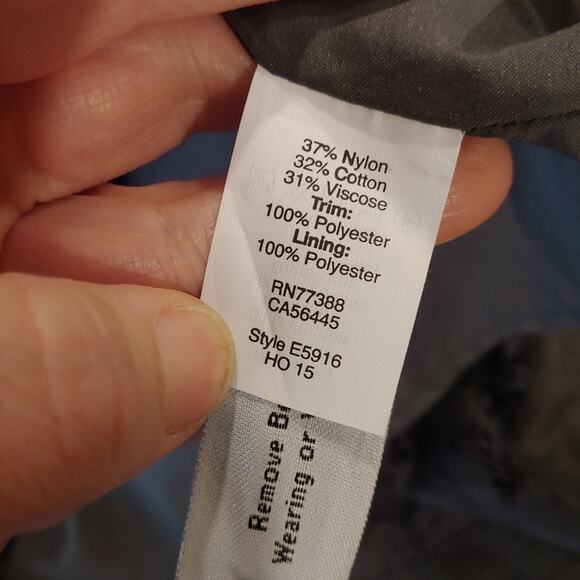 37% Nylon
32% Cotton
31% Viscose
Trim:
100% Polyester
Lining:
100% Polyester
RN77388
CA56445
Style E5916
HO 15
Remove
Wearing or